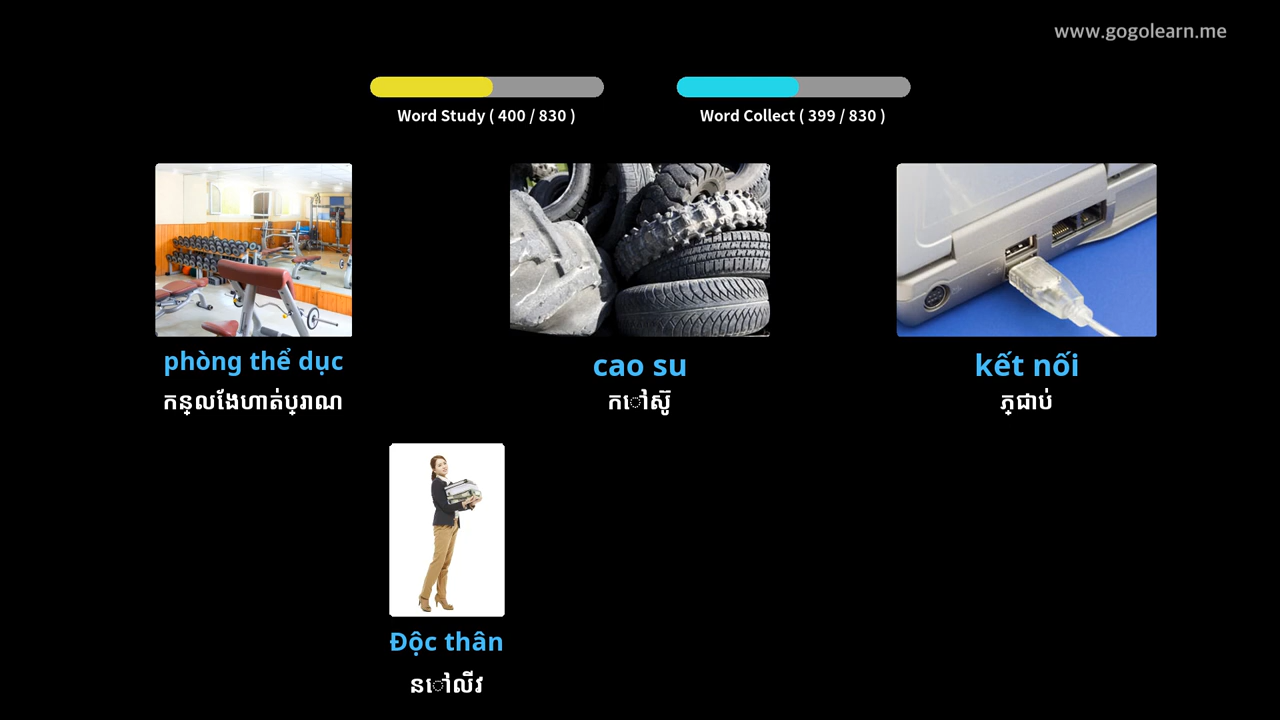 www.gogolearn.me
Word Study ( 400 / 830 )
Word Collect ( 399 / 830 )
phòng thể dục
កន្លែងហាត់ប្រាណ
cao su
កៅស៊ូ
kết nối
ភ្ជាប់
Độc thân
នៅលីវ